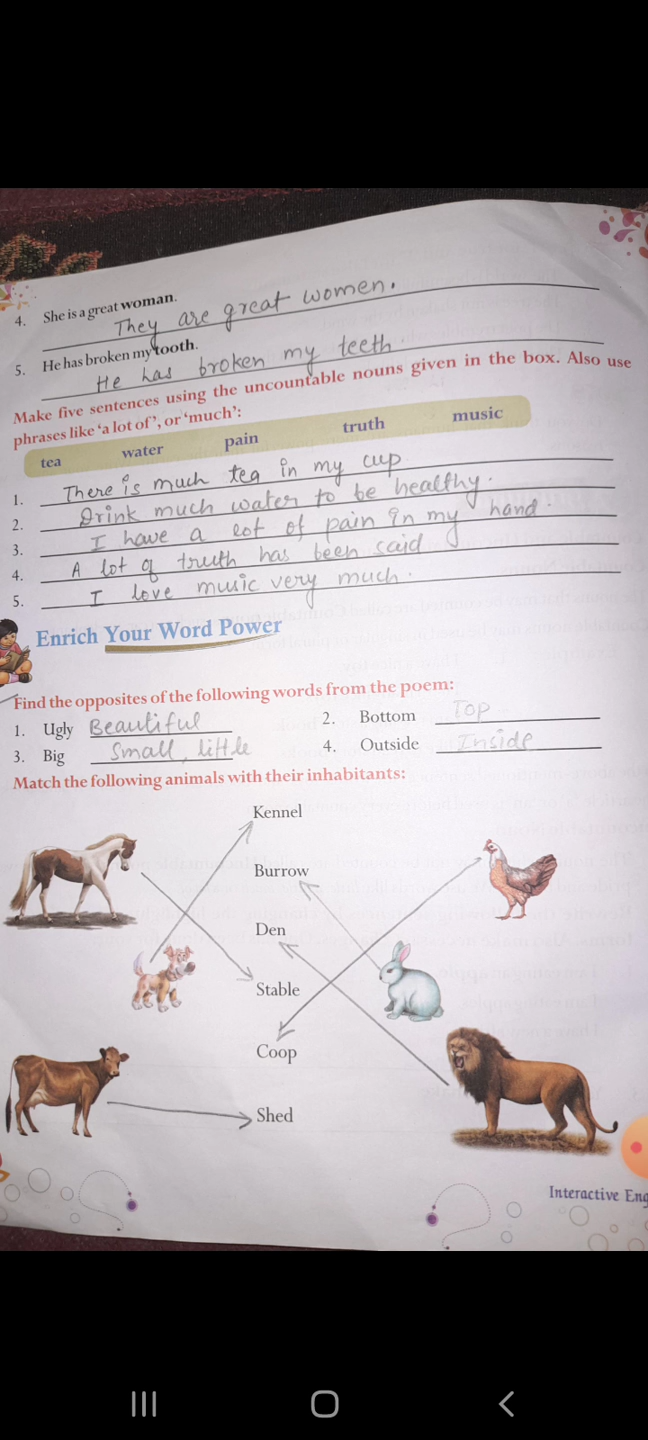 4. She is a great woman.
They are great women.
5. He has broken my tooth.
He has broken my teeth
Make five sentences using the uncountable nouns given in the box. Also use
phrases like 'a lot of', or 'much':
tea water pain truth music
1. There is much tea in my cup
2. Drink much water to be healthy.
3. I have a lot of pain in my hand.
4. A lot of truth has been said
5. I love music very much.
Enrich Your Word Power
Find the opposites of the following words from the poem:
1. Ugly Beautiful 2. Bottom Top
3. Big Small, little 4. Outside Inside
Match the following animals with their inhabitants:
Kennel
Burrow
Den
Stable
Coop
Shed
Interactive Eng